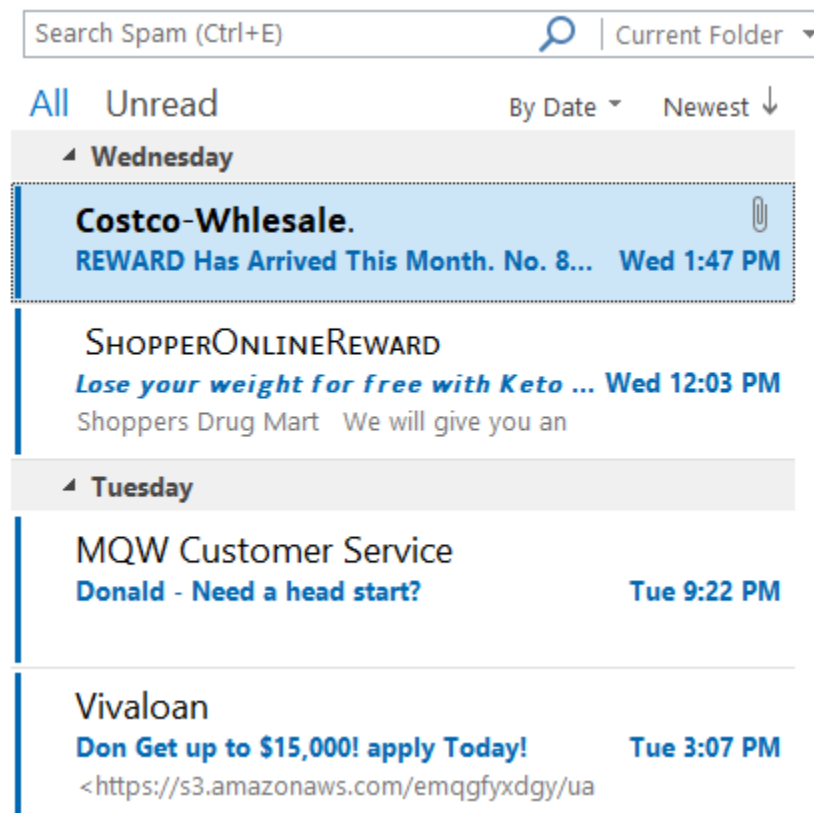 Search Spam (Ctrl+E) Current Folder
All Unread By Date Newest
Wednesday
Costco-Whlesale.
REWARD Has Arrived This Month. No. 8... Wed 1:47 PM
ShopperOnlineReward
Lose your weight for free with Keto ... Wed 12:03 PM
Shoppers Drug Mart We will give you an
Tuesday
MQW Customer Service
Donald - Need a head start? Tue 9:22 PM
Vivaloan
Don Get up to $15,000! apply Today! Tue 3:07 PM
<https://s3.amazonaws.com/emqgfyxdgy/ua